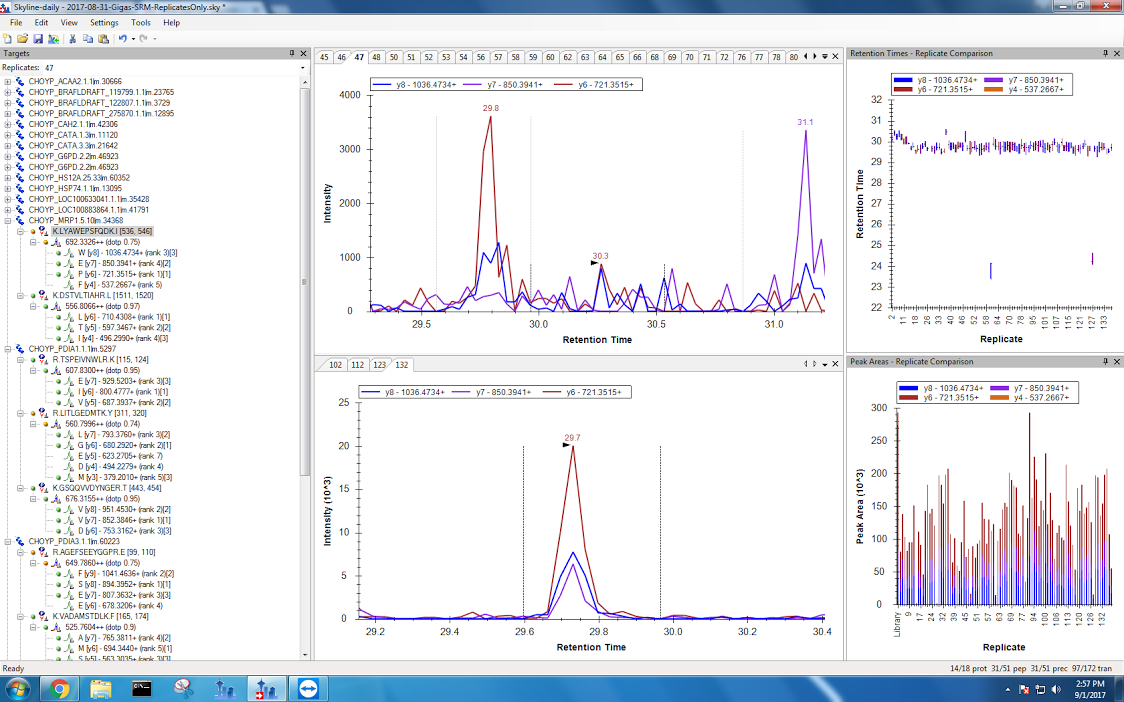 Skyline-daily - 2017-08-31-Gigas-SRM-ReplicatesOnly.sky *
File Edit View Settings Tools Help
Targets
Replicates: 47
CHOYP_ACAA2.1.1|m.30666
CHOYP_BRAFLDRAFT_119799.1.1|m.23765
CHOYP_BRAFLDRAFT_122807.1.1|m.3729
CHOYP_BRAFLDRAFT_275870.1.1|m.12895
CHOYP_CAH2.1.1|m.42306
CHOYP_CATA.1.3|m.11120
CHOYP_CATA.3.3|m.21642
CHOYP_G6PD.2.2|m.46923
CHOYP_G6PD.2.2|m.46923
CHOYP_HS12A.25.33|m.60352
CHOYP_HSP74.1.1|m.13095
CHOYP_LOC100633041.1.1|m.35428
CHOYP_LOC100883864.1.1|m.41791
CHOYP_MRP1.5.10|m.34368
K.LYAWEPSFQDK.I [536, 546]
692.3326++ (dotp 0.75)
W [y8] - 1036.4734+ (rank 3)[3]
E [y7] - 850.3941+ (rank 2)[2]
P [y6] - 721.3515+ (rank 1)[1]
F [y4] - 537.2667+ (rank 5)
K.DSTVLTIAHR.L [1511, 1520]
556.8066++ (dotp 0.97)
L [y6] - 710.4308+ (rank 1)[1]
T [y5] - 597.3467+ (rank 2)[2]
I [y4] - 496.2990+ (rank 4)[3]
CHOYP_PDIA1.1.1|m.5297
R.TSPEIVNWLR.K [115, 124]
607.8300++ (dotp 0.95)
E [y7] - 929.5203+ (rank 3)[3]
I [y6] - 800.4777+ (rank 1)[1]
V [y5] - 687.3937+ (rank 2)[2]
R.LITLGEDMTK.Y [311, 320]
560.7996++ (dotp 0.74)
L [y7] - 793.3760+ (rank 3)[2]
G [y6] - 680.2920+ (rank 2)[1]
E [y5] - 623.2705+ (rank 7)
D [y4] - 494.2279+ (rank 4)
M [y3] - 379.2010+ (rank 5)[3]
K.GSQQVVDYNGER.T [443, 454]
676.3155++ (dotp 0.95)
V [y8] - 951.4530+ (rank 2)[2]
V [y7] - 852.3846+ (rank 1)[1]
D [y6] - 753.3162+ (rank 3)[3]
CHOYP_PDIA3.1.1|m.60223
R.AGEFSEEYGGPR.E [99, 110]
649.7860++ (dotp 0.75)
F [y9] - 1041.4636+ (rank 2)[2]
S [y8] - 894.3952+ (rank 1)[1]
E [y7] - 807.3632+ (rank 3)[3]
E [y6] - 678.3206+ (rank 4)
K.VADAMSTDLK.F [165, 174]
525.7604++ (dotp 0.9)
A [y7] - 765.3811+ (rank 4)[2]
M [y6] - 694.3440+ (rank 5)[1]
S [y5] - 563.3035+ (rank 3)[3]
45 46 47 48 50 51 52 53 54 55 59 60 62 63 64 65 66 68 69 70 71 72 76 77 78 80
y8 - 1036.4734+ y7 - 850.3941+ y6 - 721.3515+
4000
3000
2000
1000
0
Intensity
29.8
30.3
31.1
29.5 30.0 30.5 31.0
Retention Time
102 112 123 132
y8 - 1036.4734+ y7 - 850.3941+ y6 - 721.3515+
25
20
15
10
5
0
Intensity (10^3)
29.7
29.2 29.4 29.6 29.8 30.0 30.2 30.4
Retention Time
Retention Times - Replicate Comparison
y8 - 1036.4734+ y7 - 850.3941+
y6 - 721.3515+ y4 - 537.2667+
32
31
30
29
28
27
26
25
24
23
22
Retention Time
2 11 18 26 33 40 46 52 58 64 70 78 89 95 101 107 115 121 127 133
Replicate
Peak Areas - Replicate Comparison
y8 - 1036.4734+ y7 - 850.3941+
y6 - 721.3515+ y4 - 537.2667+
300
250
200
150
100
50
0
Peak Area (10^3)
Library 9 17 24 32 39 45 51 57 63 69 77 87 94 100 106 113 120 126 132
Replicate
Ready
14/18 prot 31/51 pep 31/51 prec 97/172 tran
2:57 PM
9/1/2017